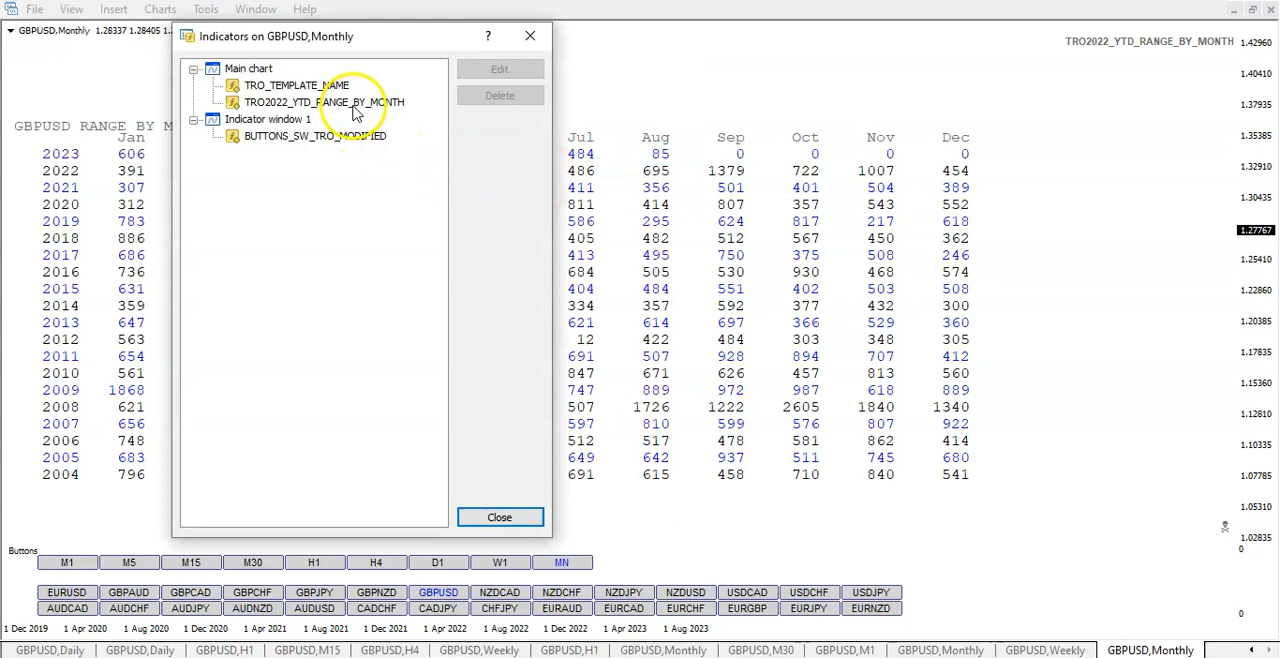 File View Insert Charts Tools Window Help
GBPUSD,Monthly 1.28337 1.28405 1.
TRO2022_YTD_RANGE_BY_MONTH
Indicators on GBPUSD,Monthly ?
Main chart
TRO_TEMPLATE_NAME
TRO2022_YTD_RANGE_BY_MONTH
Indicator window 1
BUTTONS_SW_TRO_MODIFIED
Edit
Delete
Close
GBPUSD RANGE BY M
Jan Jul Aug Sep Oct Nov Dec
2023 606 484 85 0 0 0 0
2022 391 486 695 1379 722 1007 454
2021 307 411 356 501 401 504 389
2020 312 811 414 807 357 543 552
2019 783 586 295 624 817 217 618
2018 886 405 482 512 567 450 362
2017 686 413 495 750 375 508 246
2016 736 684 505 530 930 468 574
2015 631 404 484 551 402 503 508
2014 359 334 357 592 377 432 300
2013 647 621 614 697 366 529 360
2012 563 12 422 484 303 348 305
2011 654 691 507 928 894 707 412
2010 561 847 671 626 457 813 560
2009 1868 747 889 972 987 618 889
2008 621 507 1726 1222 2605 1840 1340
2007 656 597 810 599 576 807 922
2006 748 512 517 478 581 862 414
2005 683 649 642 937 511 745 680
2004 796 691 615 458 710 840 541
1.42960
1.40410
1.37935
1.35385
1.32910
1.30435
1.27767
1.25410
1.22860
1.20385
1.17835
1.15360
1.12810
1.10335
1.07785
1.05310
1.02835
0
0
Buttons
M1 M5 M15 M30 H1 H4 D1 W1 MN
EURUSD GBPAUD GBPCAD GBPCHF GBPJPY GBPNZD GBPUSD NZDCAD NZDCHF NZDJPY NZDUSD USDCAD USDCHF USDJPY
AUDCAD AUDCHF AUDJPY AUDNZD AUDUSD CADCHF CADJPY CHFJPY EURAUD EURCAD EURCHF EURGBP EURJPY EURNZD
1 Dec 2019 1 Apr 2020 1 Aug 2020 1 Dec 2020 1 Apr 2021 1 Aug 2021 1 Dec 2021 1 Apr 2022 1 Aug 2022 1 Dec 2022 1 Apr 2023 1 Aug 2023
GBPUSD,Daily GBPUSD,Daily GBPUSD,H1 GBPUSD,M15 GBPUSD,H4 GBPUSD,Weekly GBPUSD,H1 GBPUSD,Monthly GBPUSD,M30 GBPUSD,M1 GBPUSD,Monthly GBPUSD,Weekly GBPUSD,Monthly